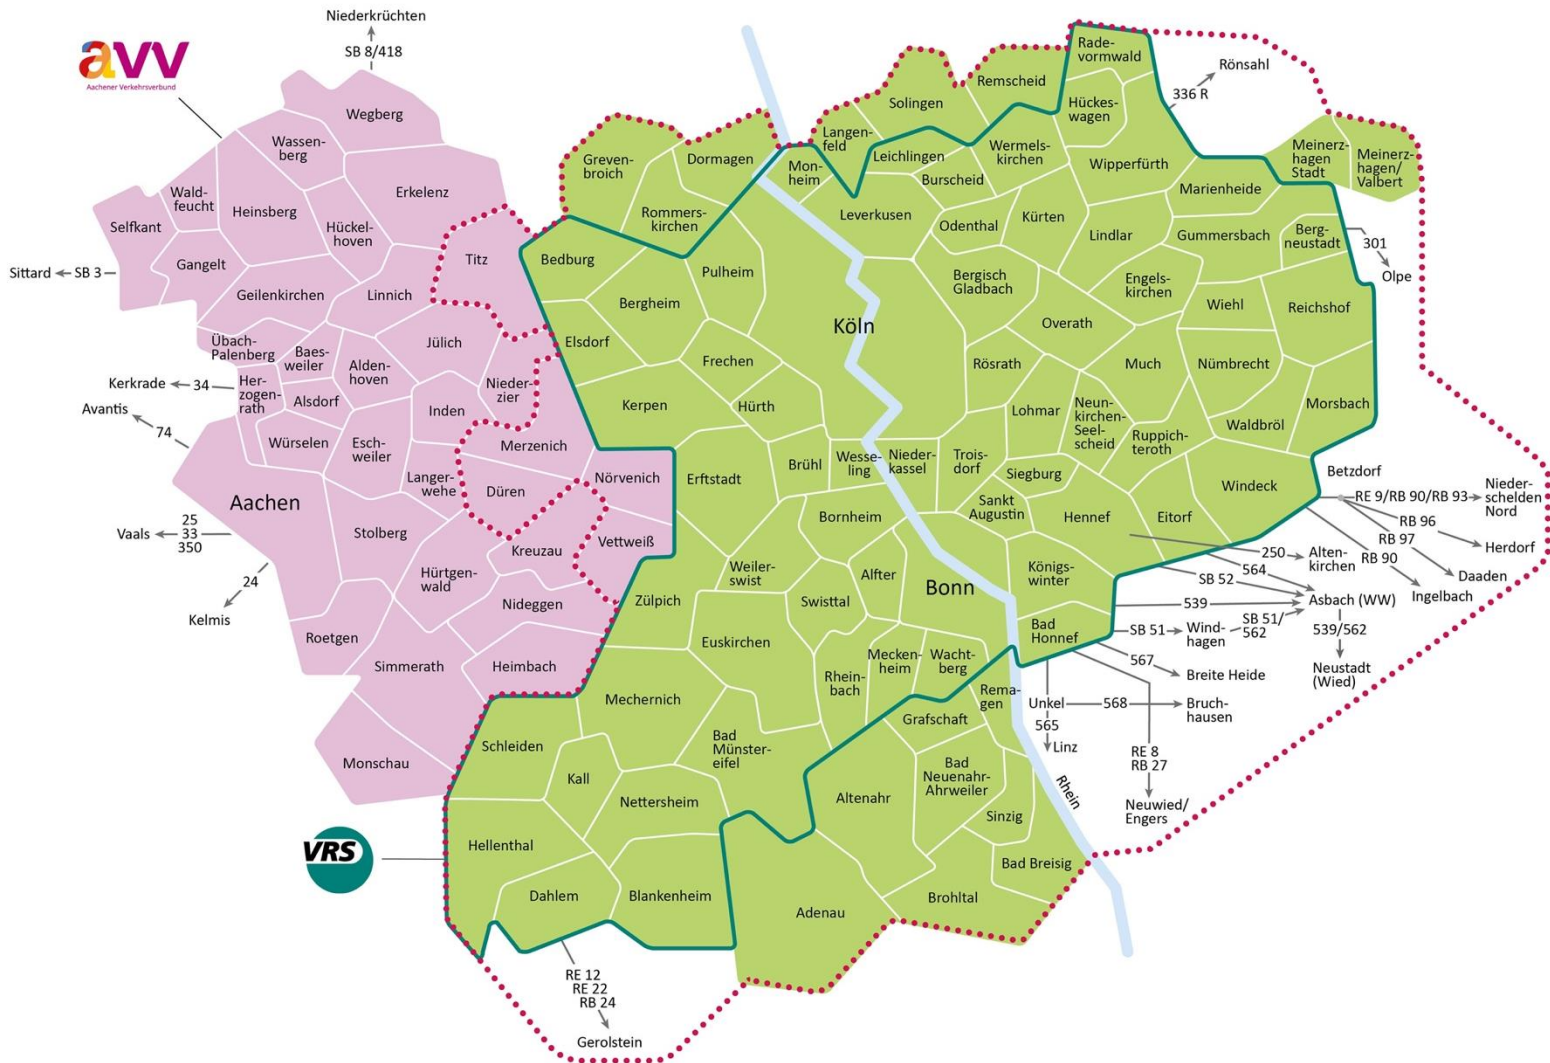 Niederkrüchten
SB 8/418
avv
Aachener Verkehrsverbund
Wegberg
Wassen-
berg
Erkelenz
Wald-
feucht
Heinsberg
Hückel-
hoven
Selfkant
Gangelt
Sittard
SB 3
Geilenkirchen
Linnich
Titz
Übach-
Palenberg
Baes-
weiler
Alden-
hoven
Jülich
Kerkrade
34
Her-
zogen-
rath
Alsdorf
Inden
Nieder-
zier
Avantis
74
Würselen
Esch-
weiler
Merzenich
Langer-
wehe
Düren
Nörvenich
Aachen
Vaals
25
33
350
Stolberg
Kreuzau
Vettweiß
24
Kelmis
Hürtgen-
wald
Nideggen
Roetgen
Simmerath
Heimbach
Monschau
VRS
Rade-
vormwald
Rönsahl
336 R
Remscheid
Solingen
Hückes-
wagen
Langen-
feld
Leichlingen
Wermels-
kirchen
Wipperfürth
Meinerz-
hagen
Stadt
Meinerz-
hagen/
Valbert
Greven-
broich
Dormagen
Mon-
heim
Burscheid
Marienheide
Rommers-
kirchen
Leverkusen
Odenthal
Kürten
Lindlar
Gummersbach
Berg-
neustadt
301
Olpe
Bedburg
Pulheim
Bergheim
Bergisch
Gladbach
Engels-
kirchen
Wiehl
Reichshof
Elsdorf
Köln
Overath
Frechen
Rösrath
Much
Nümbrecht
Kerpen
Hürth
Lohmar
Neun-
kirchen-
Seel-
scheid
Morsbach
Waldbröl
Ruppich-
teroth
Erftstadt
Brühl
Wesse-
ling
Nieder-
kassel
Trois-
dorf
Siegburg
Windeck
Betzdorf
RE 9/RB 90/RB 93
Nieder-
schelden
Nord
Bornheim
Sankt
Augustin
Hennef
Eitorf
RB 96
Herdorf
RB 97
Daaden
RB 90
Ingelbach
250
Alten-
kirchen
564
SB 52
Asbach (WW)
Weiler-
swist
Alfter
Bonn
Königs-
winter
Zülpich
Swisttal
539
Euskirchen
Bad
Honnef
SB 51
Wind-
hagen
SB 51/
562
539/562
Neustadt
(Wied)
Mecken-
heim
Wacht-
berg
567
Breite Heide
Rhein-
bach
Rema-
gen
Unkel
568
Bruch-
hausen
565
Linz
Mechernich
Grafschaft
Schleiden
Bad
Münster-
eifel
Kall
RE 8
RB 27
Neuwied/
Engers
Nettersheim
Altenahr
Bad
Neuenahr-
Ahrweiler
Rhein
Sinzig
Hellenthal
Bad Breisig
Dahlem
Blankenheim
Brohltal
Adenau
RE 12
RE 22
RB 24
Gerolstein